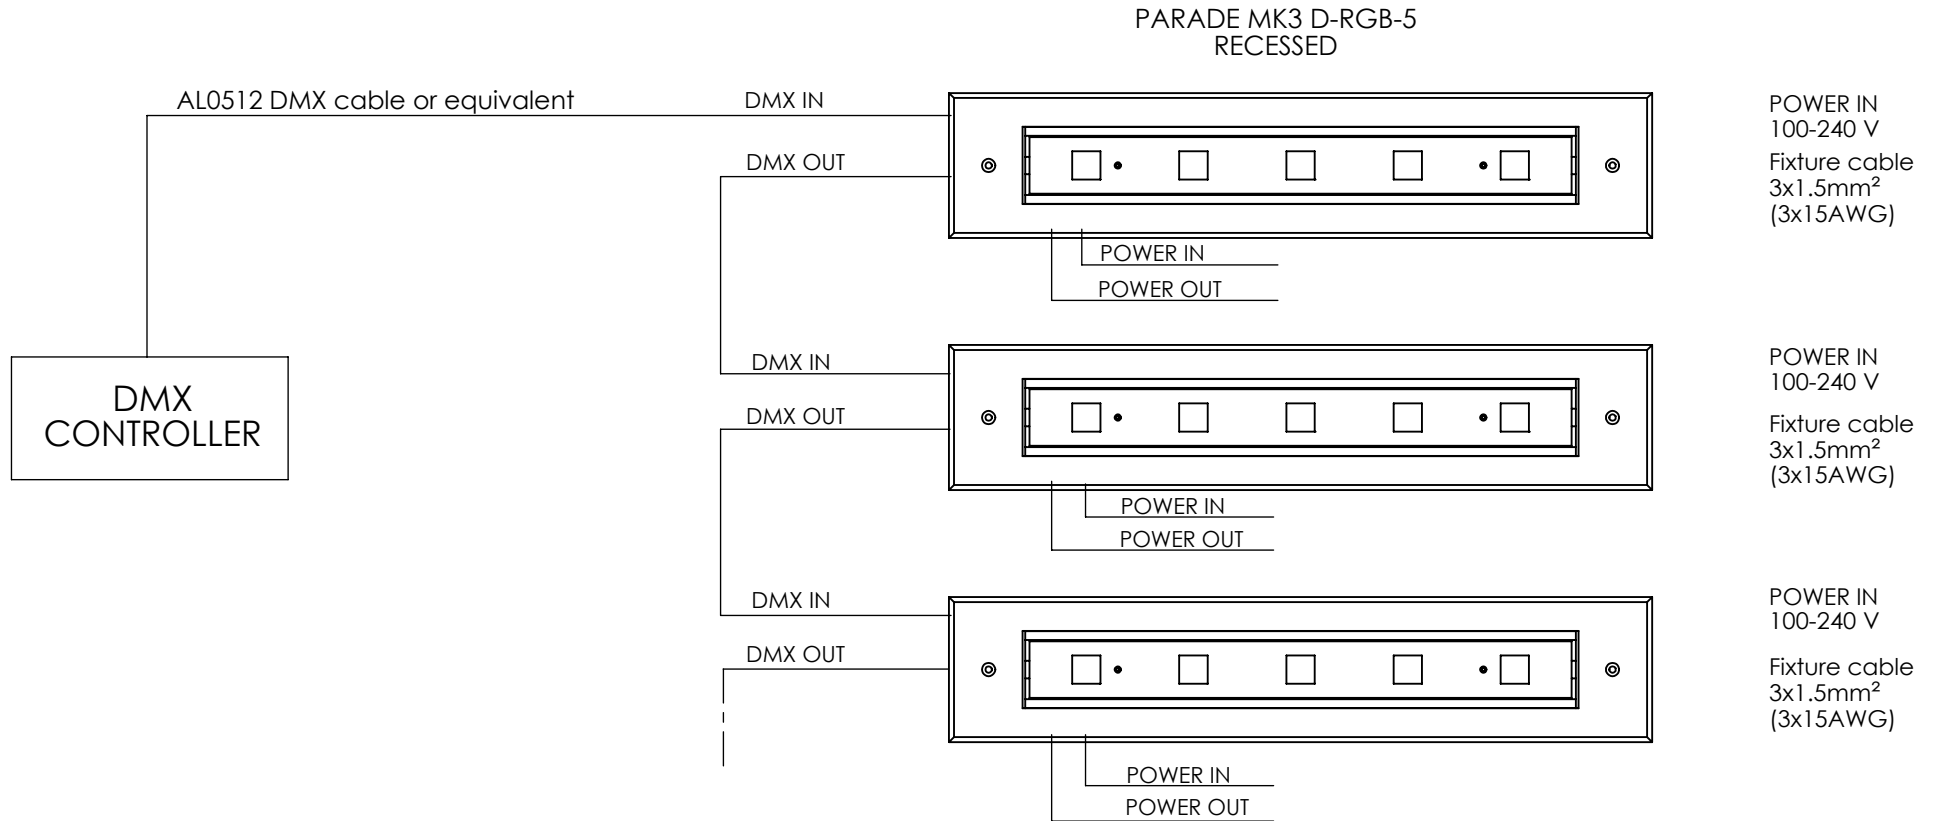 PARADE MK3 D-RGB-5
RECESSED
AL0512 DMX cable or equivalent
DMX IN
DMX OUT
POWER IN
100-240 V
Fixture cable
3x1.5mm²
(3x15AWG)
POWER IN
POWER OUT
DMX
CONTROLLER
DMX IN
DMX OUT
POWER IN
100-240 V
Fixture cable
3x1.5mm²
(3x15AWG)
POWER IN
POWER OUT
DMX IN
DMX OUT
POWER IN
100-240 V
Fixture cable
3x1.5mm²
(3x15AWG)
POWER IN
POWER OUT